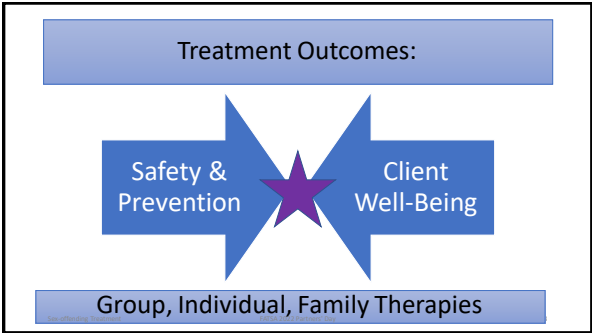 Treatment Outcomes:
Safety &
Prevention
Client
Well-Being
Group, Individual, Family Therapies